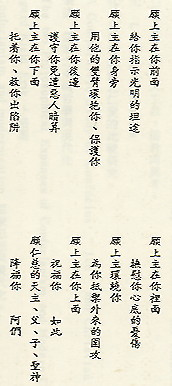 願上主在你前面
給你指示光明的坦途
願上主在你身旁
用他的雙臂環抱你、保護你
願上主在你後邊
護守你免遭惡人暗算
願上主在你下面
托着你、救你出陷阱
願上主在你裡面
撫慰你心底的憂傷
願上主環繞你
為你抵禦外來的圍攻
願上主在你上面
祝福你 如此
願仁慈的天主、父、子、聖神
降福你 阿們